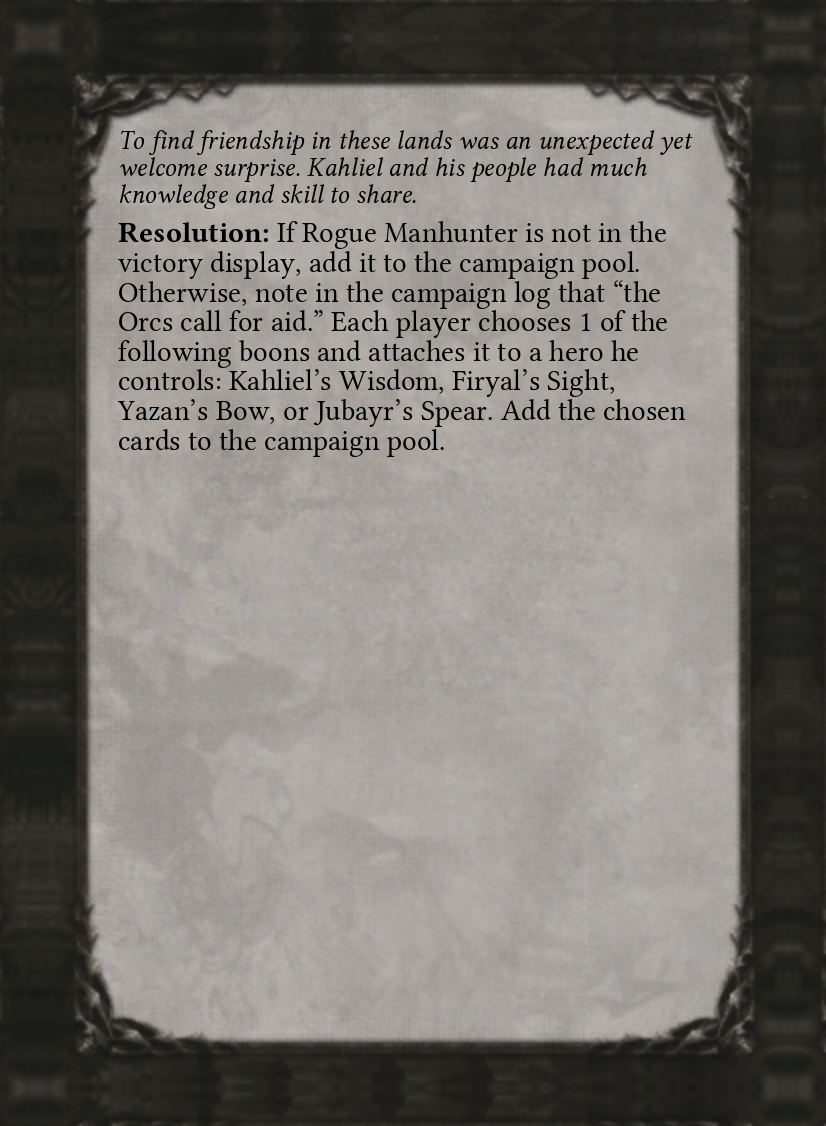 To find friendship in these lands was an unexpected yet
welcome surprise. Kahliel and his people had much
knowledge and skill to share.
Resolution: If Rogue Manhunter is not in the
victory display, add it to the campaign pool.
Otherwise, note in the campaign log that “the
Orcs call for aid.” Each player chooses 1 of the
following boons and attaches it to a hero he
controls: Kahliel’s Wisdom, Firyal’s Sight,
Yazan’s Bow, or Jubayr’s Spear. Add the chosen
cards to the campaign pool.